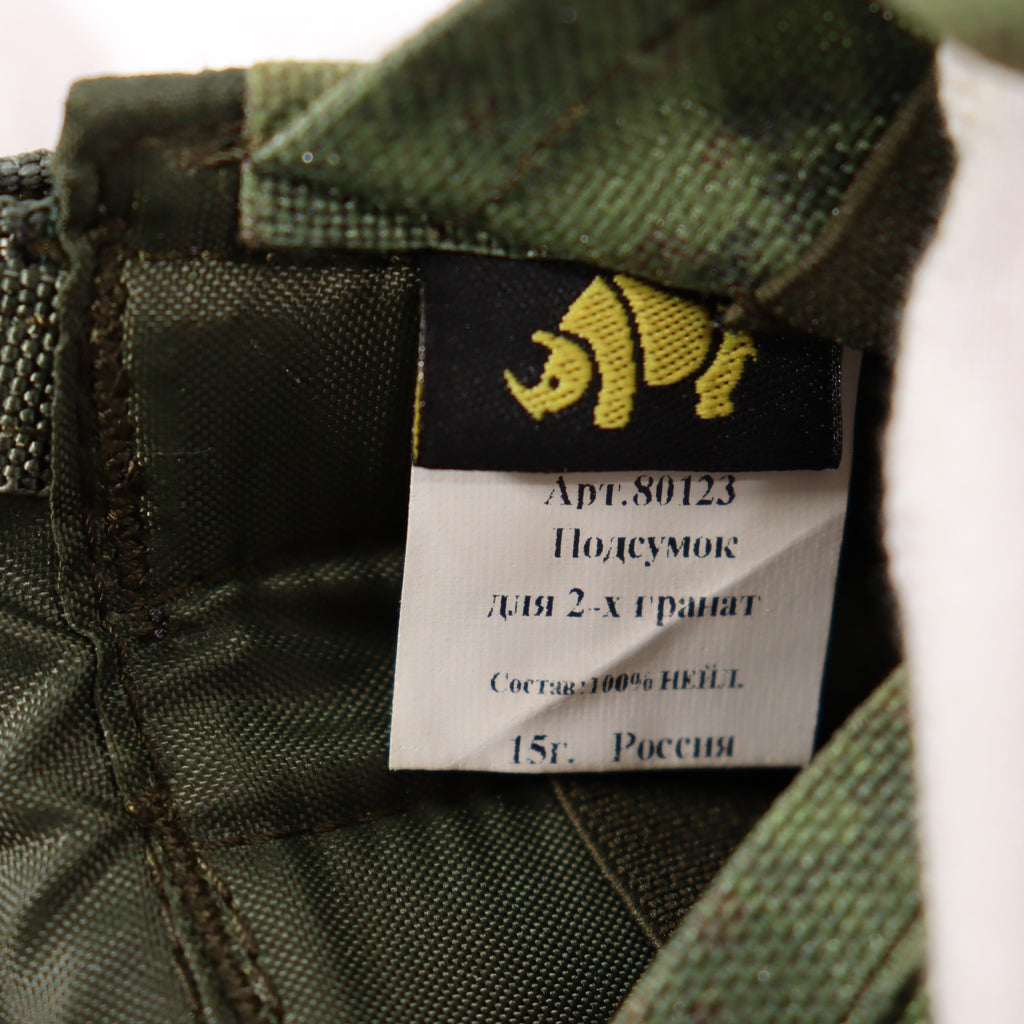 Арт.80123
Подсумок
для 2-х гранат
Состав:100% НЕЙЛ.
15г. Россия